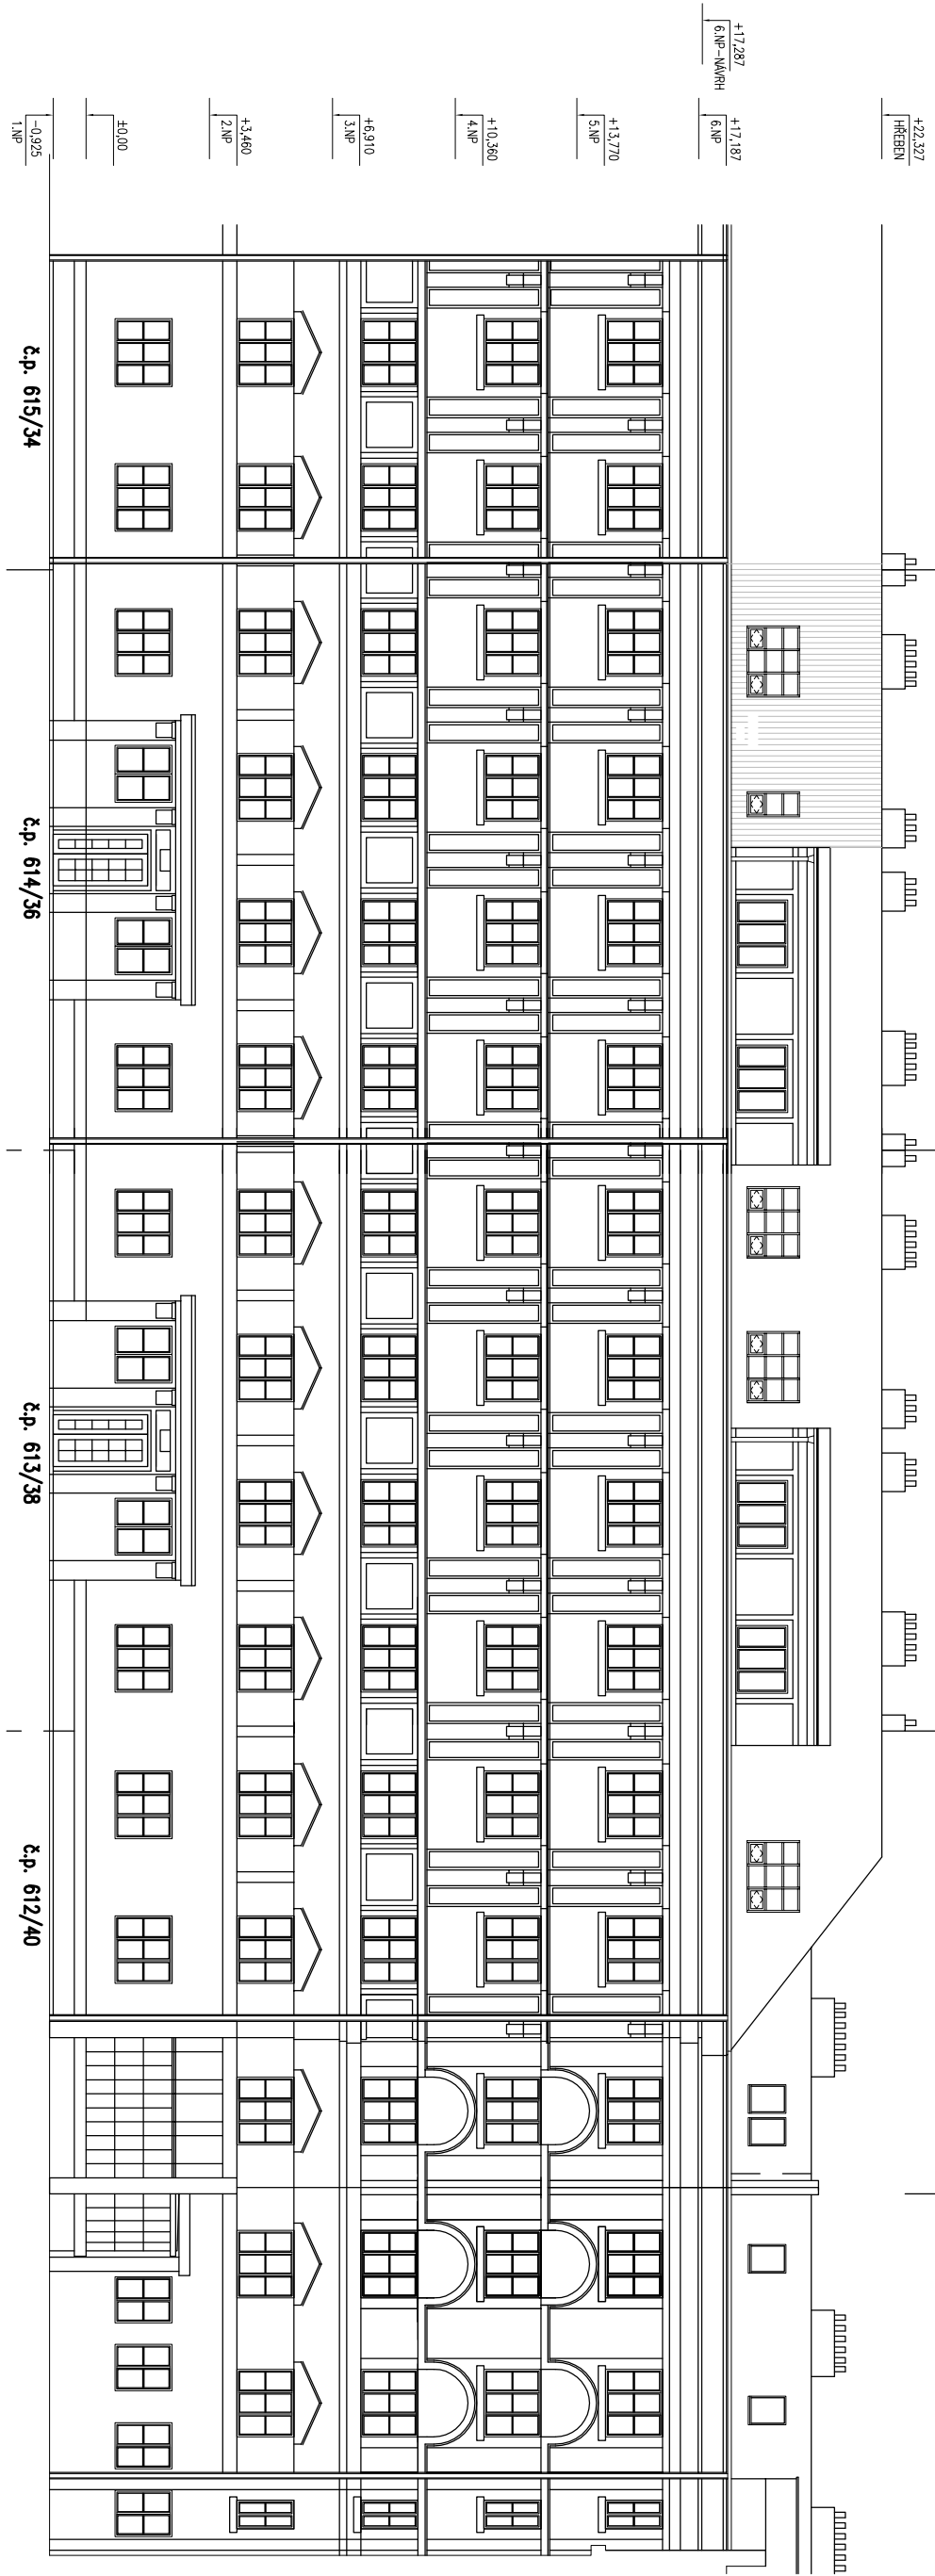 +22,327
HŘEBEN
+17,287
6.NP-NÁVRH
+17,187
6.NP
+13,770
5.NP
+10,360
4.NP
+6,910
3.NP
+3,460
2.NP
±0,00
-0,925
1.NP
č.p. 615/34
č.p. 614/36
č.p. 613/38
č.p. 612/40